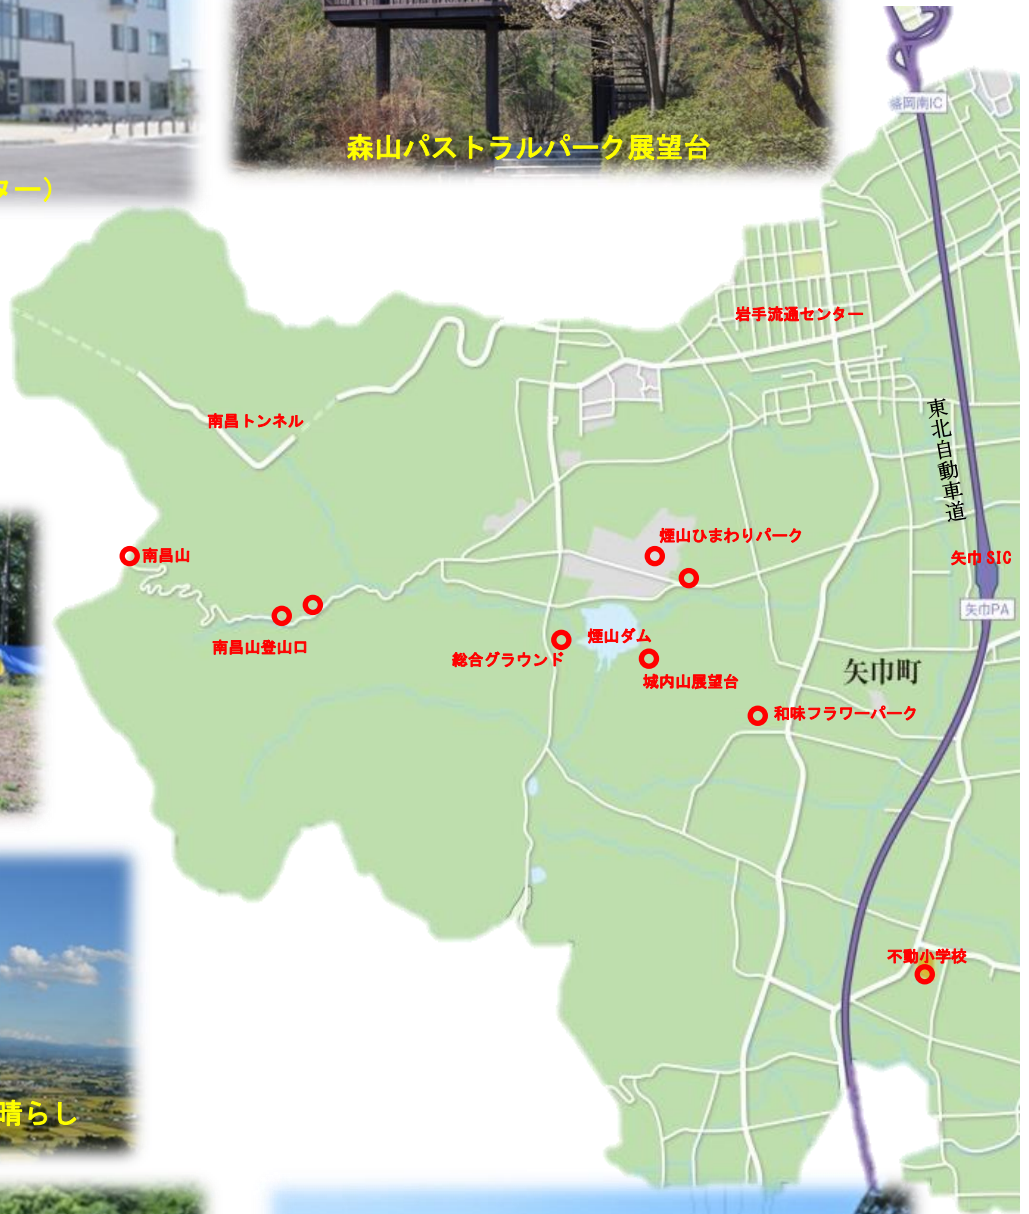 森山パストラルパーク展望台
ター)
盛岡南IC
岩手流通センター
南昌トンネル
東北自動車道
煙山ひまわりパーク
南昌山
矢巾SIC
矢巾PA
南昌山登山口
煙山ダム
総合グラウンド
城内山展望台
矢巾町
和味フラワーパーク
不動小学校
晴らし